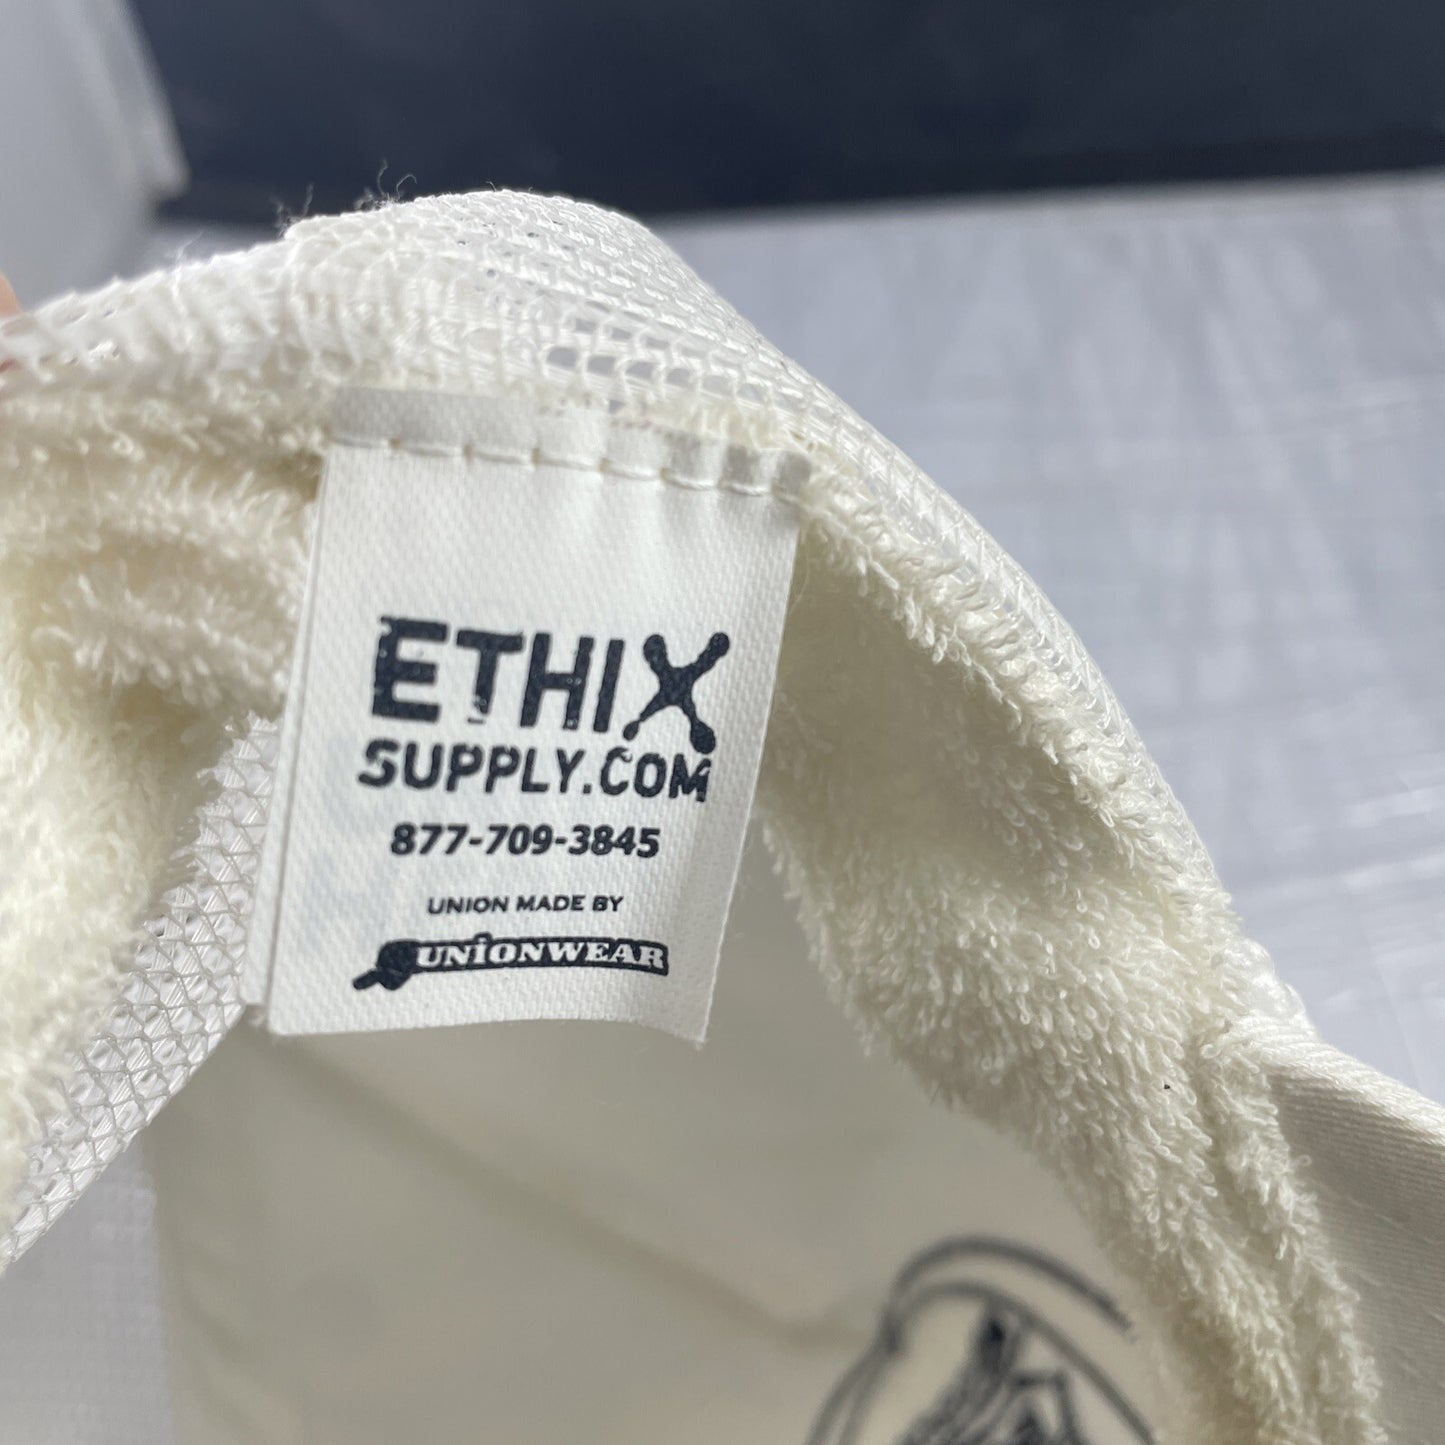 ETHIX
SUPPLY.COM
877-709-3845
UNION MADE BY
UNiONWEAR